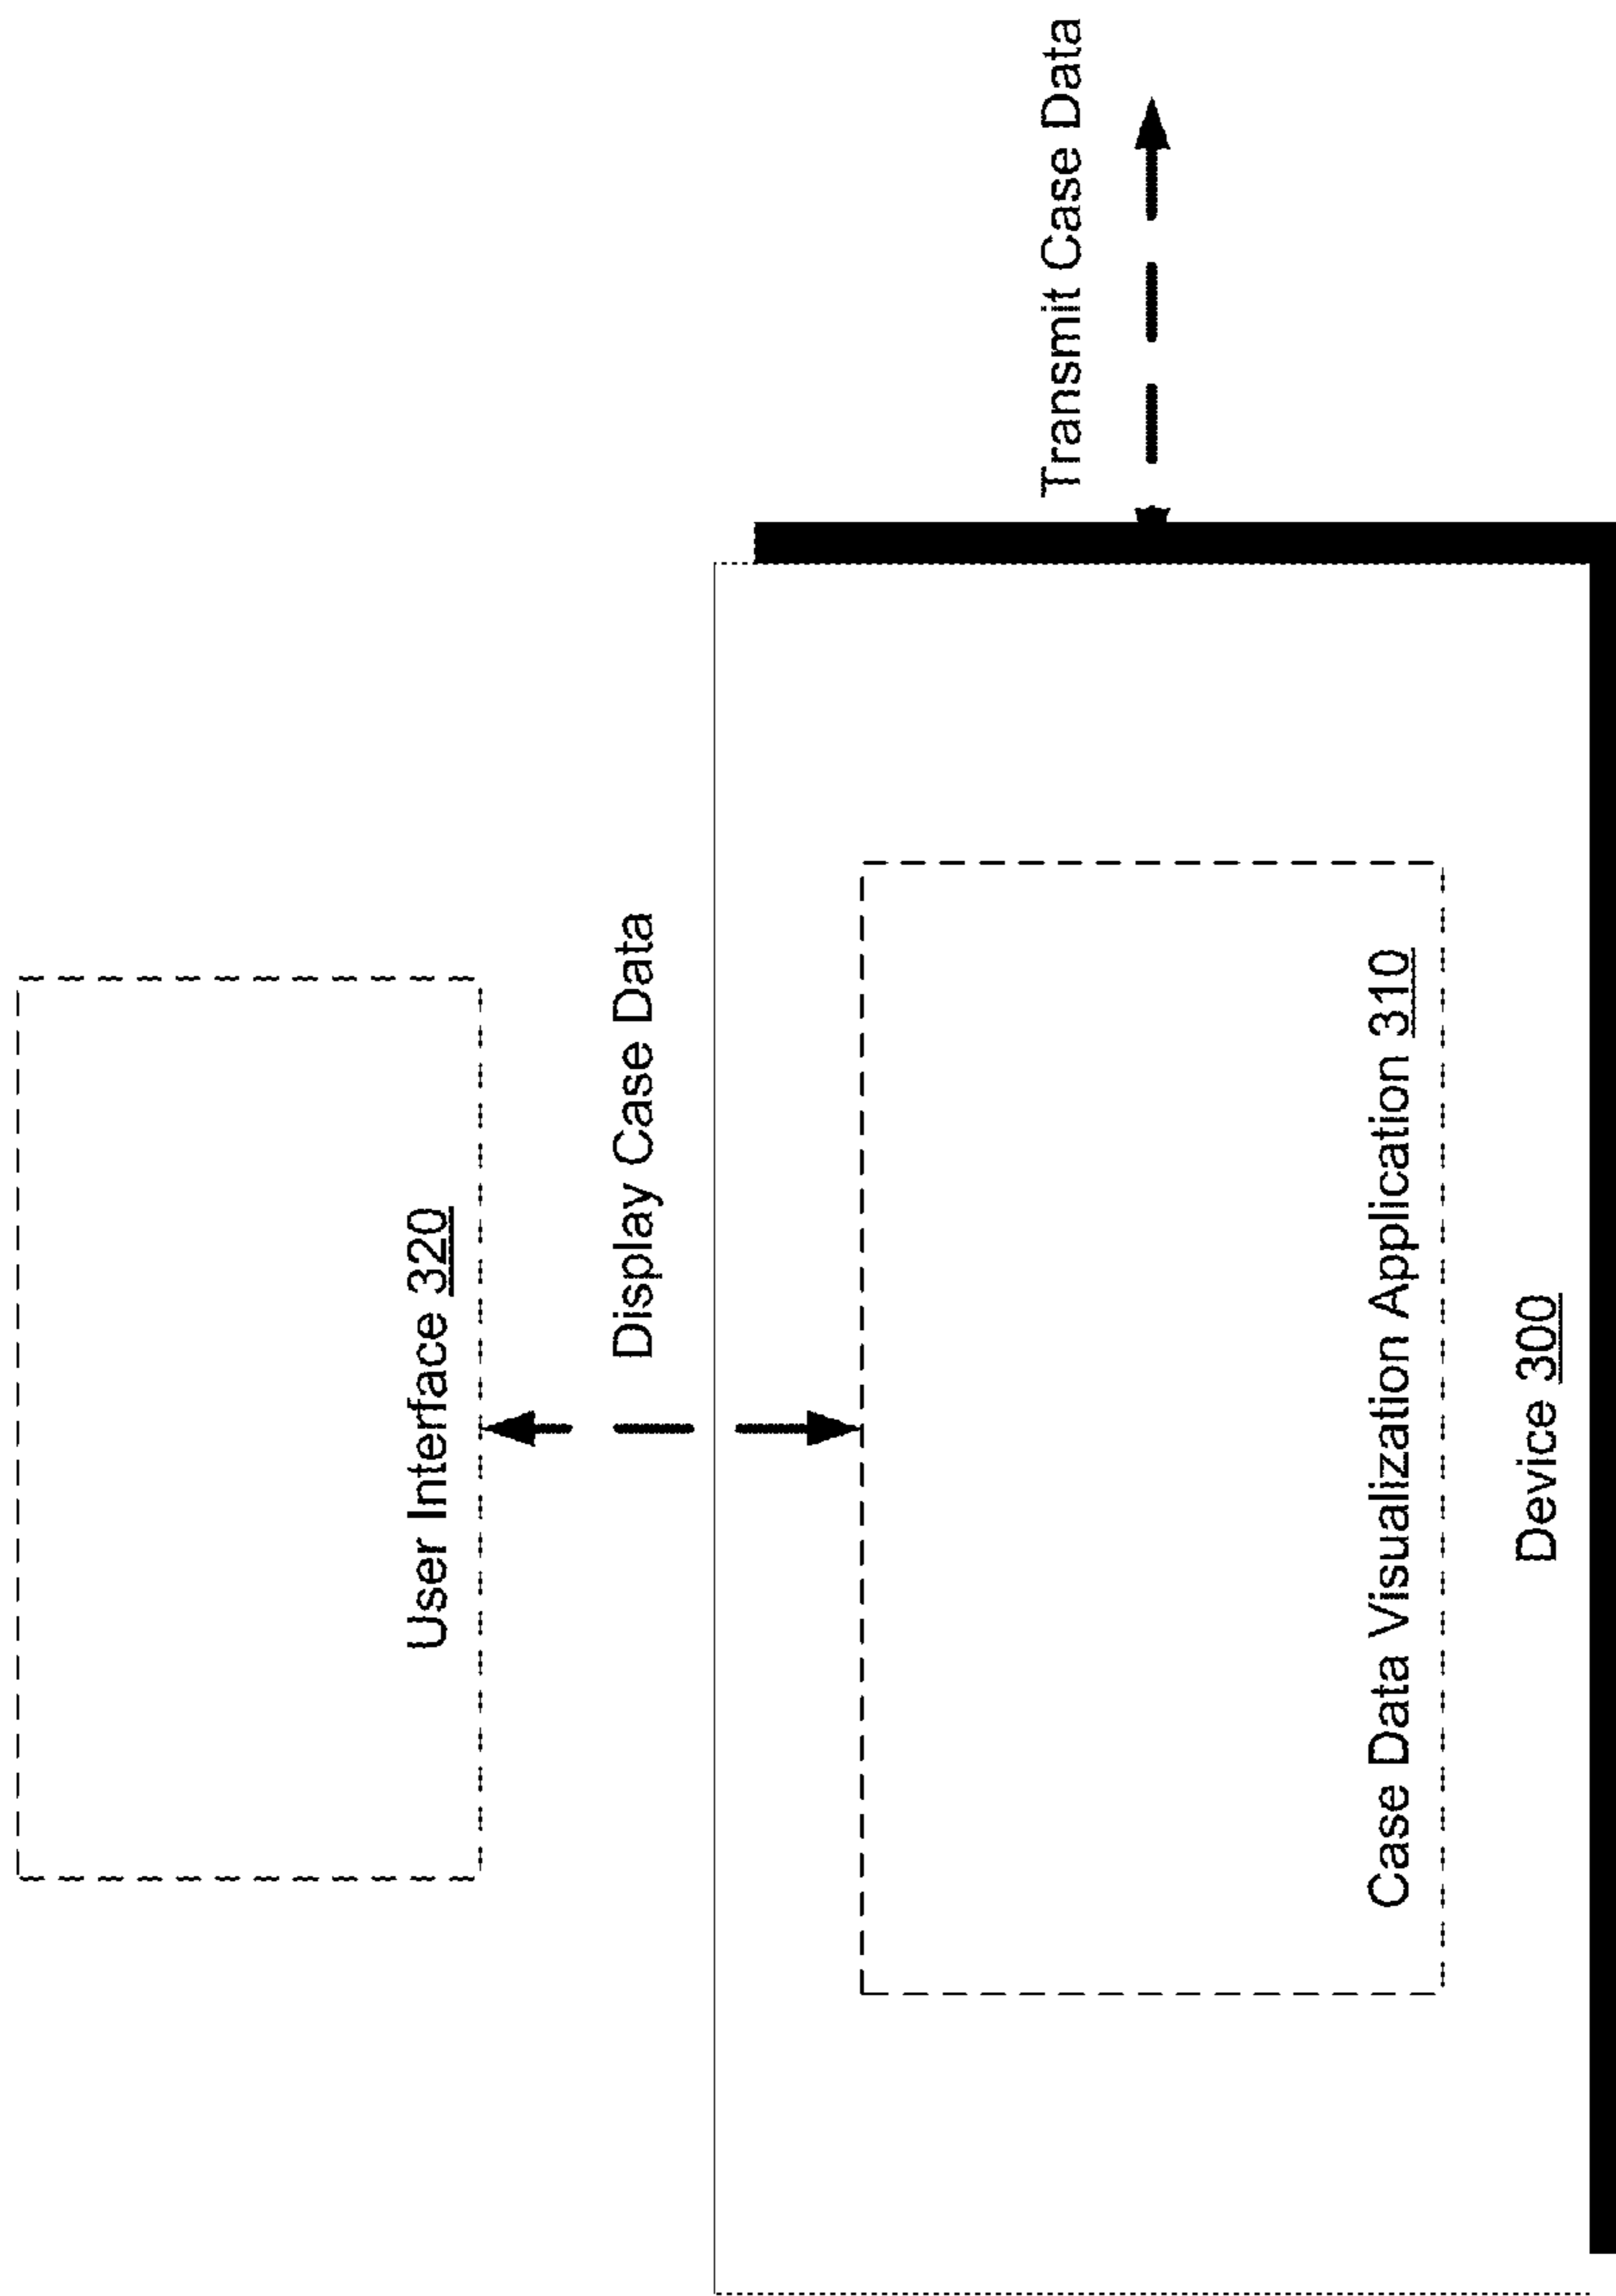 User Interface 320
Display Case Data
Transmit Case Data
Case Data Visualization Application 310
Device 300